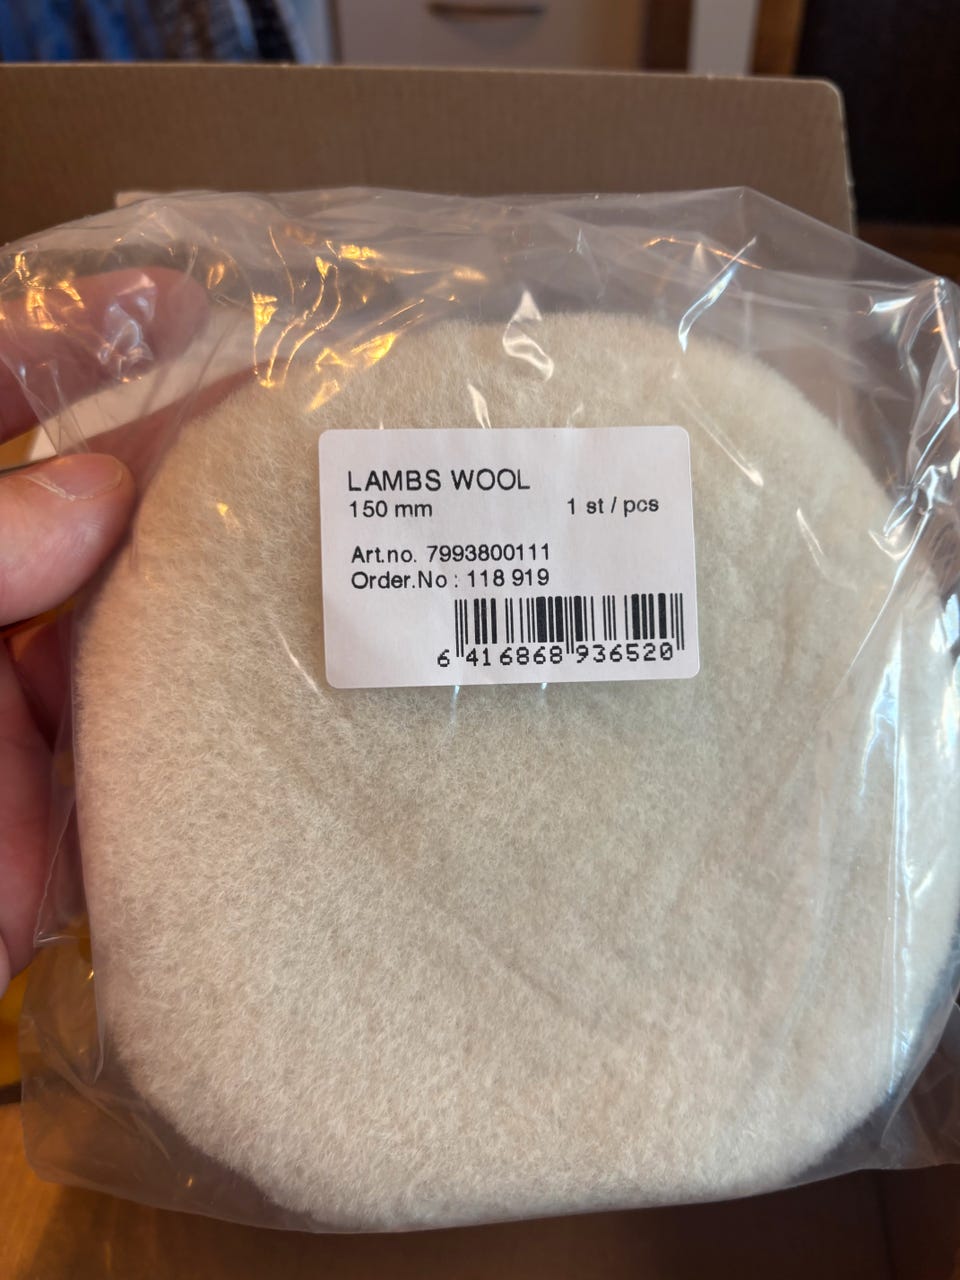 LAMBS WOOL
150 mm 1 st / pcs
Art.no. 7993800111
Order.No : 118 919
6 416868 936520